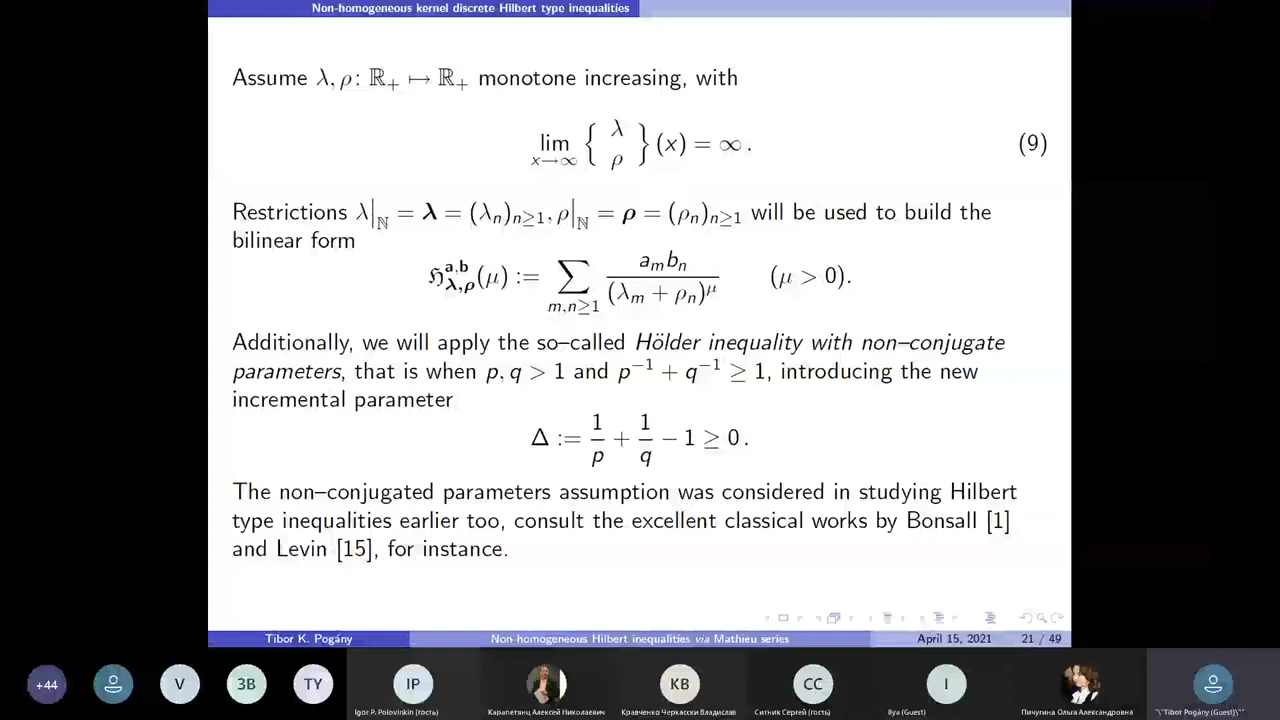 Non-homogeneous kernel discrete Hilbert type inequalities
Assume λ, ρ: ℝ₊ ↦ ℝ₊ monotone increasing, with
lim_{x→∞} { λ ρ }(x) = ∞. (9)
Restrictions λ|_ℕ = λ = (λₙ)_{n≥1}, ρ|_ℕ = ρ = (ρₙ)_{n≥1} will be used to build the
bilinear form
ℌ^{a,b}_{λ,ρ}(μ) := ∑_{m,n≥1} a_m b_n / (λ_m + ρ_n)^μ (μ > 0).
Additionally, we will apply the so–called Hölder inequality with non–conjugate
parameters, that is when p, q > 1 and p⁻¹ + q⁻¹ ≥ 1, introducing the new
incremental parameter
Δ := 1/p + 1/q − 1 ≥ 0.
The non–conjugated parameters assumption was considered in studying Hilbert
type inequalities earlier too, consult the excellent classical works by Bonsall [1]
and Levin [15], for instance.
Tibor K. Pogány Non-homogeneous Hilbert inequalities via Mathieu series April 15, 2021 21 / 49
+44 V ЗВ TY IP КВ СС I
Igor P. Polovinkin (гость) Карапетянц Алексей Николаевич Кравченко Черкасски Владислав Ситник Сергей (гость) Ilya (Guest) Пичугина Ольга Александровна "\"Tibor Pogány (Guest)\""